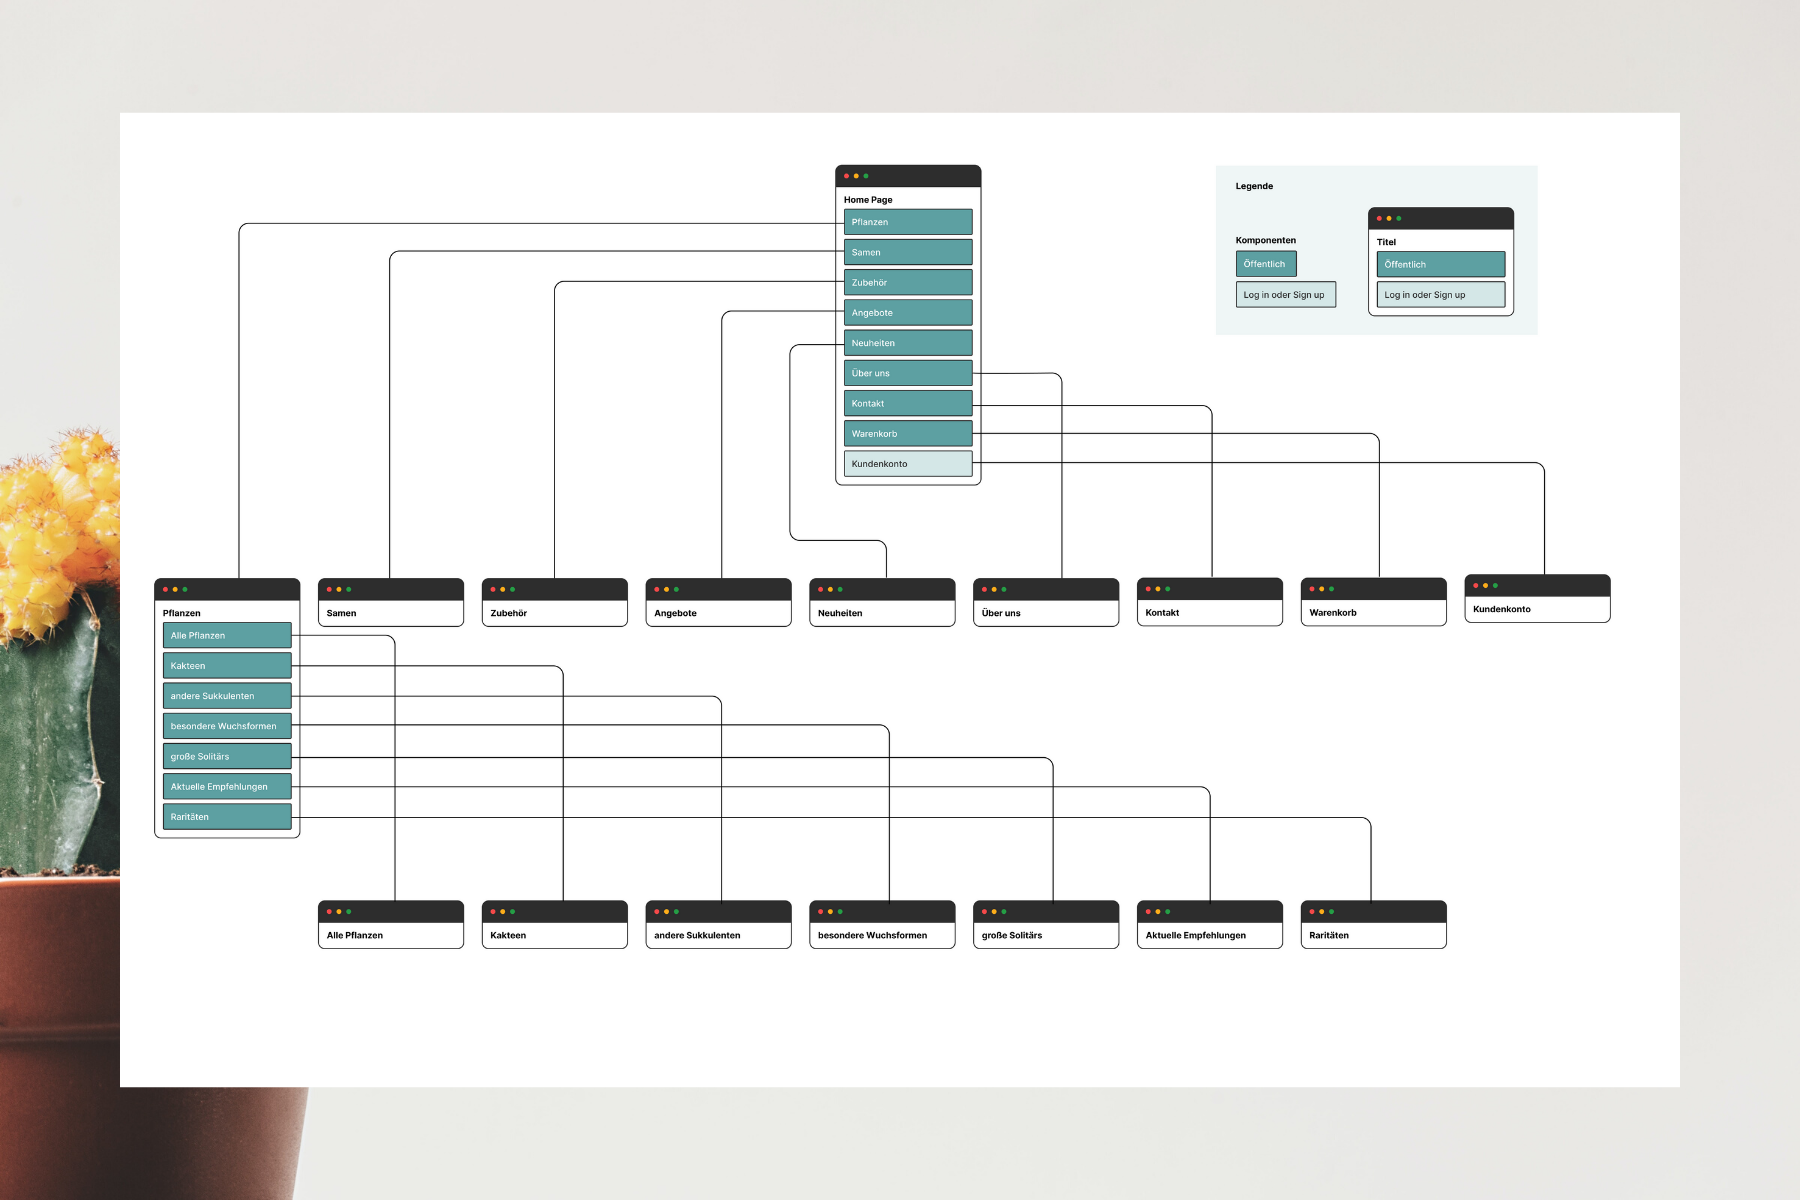 Home Page
Pflanzen
Samen
Zubehör
Angebote
Neuheiten
Über uns
Kontakt
Warenkorb
Kundenkonto
Legende
Komponenten
Öffentlich
Log in oder Sign up
Titel
Öffentlich
Log in oder Sign up
Pflanzen
Alle Pflanzen
Kakteen
andere Sukkulenten
besondere Wuchsformen
große Solitärs
Aktuelle Empfehlungen
Raritäten
Samen
Zubehör
Angebote
Neuheiten
Über uns
Kontakt
Warenkorb
Kundenkonto
Alle Pflanzen
Kakteen
andere Sukkulenten
besondere Wuchsformen
große Solitärs
Aktuelle Empfehlungen
Raritäten